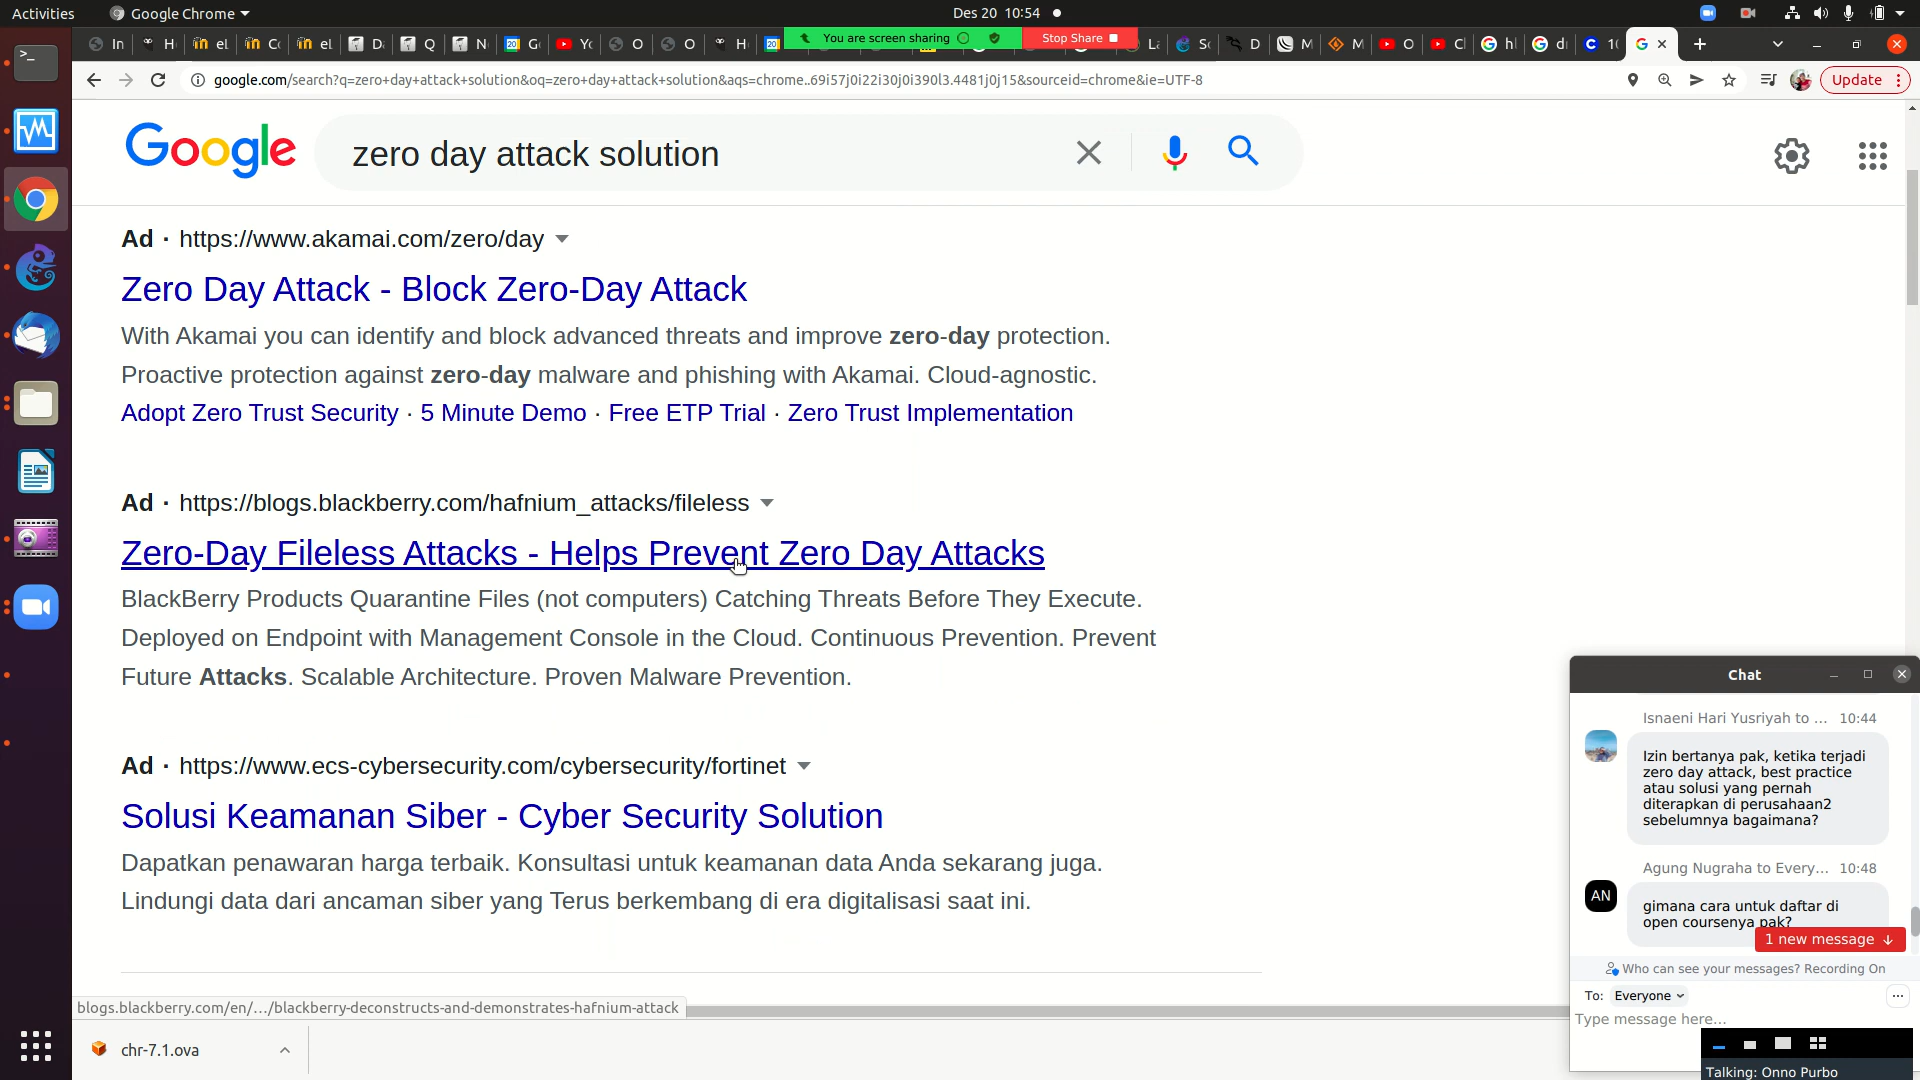 Activities
Google Chrome
Des 20 10:54
In
H
el
Co
el
Q
N
Yo
O
O
H
You are screen sharing
Stop Share
D
M
M
O
hl
di
10
google.com/search?q=zero+day+attack+solution&oq=zero+day+attack+solution&aqs=chrome..69i57j0i22i30j0i390l3.4481j0j15&sourceid=chrome&ie=UTF-8
Update
Google
zero day attack solution
Ad · https://www.akamai.com/zero/day
Zero Day Attack - Block Zero-Day Attack
With Akamai you can identify and block advanced threats and improve zero-day protection.
Proactive protection against zero-day malware and phishing with Akamai. Cloud-agnostic.
Adopt Zero Trust Security · 5 Minute Demo · Free ETP Trial · Zero Trust Implementation
Ad · https://blogs.blackberry.com/hafnium_attacks/fileless
Zero-Day Fileless Attacks - Helps Prevent Zero Day Attacks
BlackBerry Products Quarantine Files (not computers) Catching Threats Before They Execute.
Deployed on Endpoint with Management Console in the Cloud. Continuous Prevention. Prevent
Future Attacks. Scalable Architecture. Proven Malware Prevention.
Ad · https://www.ecs-cybersecurity.com/cybersecurity/fortinet
Solusi Keamanan Siber - Cyber Security Solution
Dapatkan penawaran harga terbaik. Konsultasi untuk keamanan data Anda sekarang juga.
Lindungi data dari ancaman siber yang Terus berkembang di era digitalisasi saat ini.
blogs.blackberry.com/en/.../blackberry-deconstructs-and-demonstrates-hafnium-attack
chr-7.1.ova
Chat
Isnaeni Hari Yusriyah to ... 10:44
Izin bertanya pak, ketika terjadi
zero day attack, best practice
atau solusi yang pernah
diterapkan di perusahaan2
sebelumnya bagaimana?
Agung Nugraha to Every... 10:48
AN
gimana cara untuk daftar di
open coursenya pak?
1 new message
Who can see your messages? Recording On
To: Everyone
Type message here...
Talking: Onno Purbo